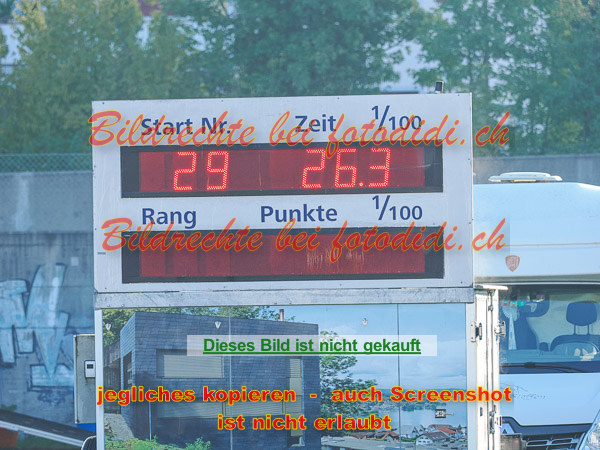 Start Nr. Zeit 1/100
Bildrechte bei fotodidi.ch
29 26.3
Rang Punkte 1/100
Bildrechte bei fotodidi.ch
Dieses Bild ist nicht gekauft
jegliches kopieren - auch Screenshot
ist nicht erlaubt